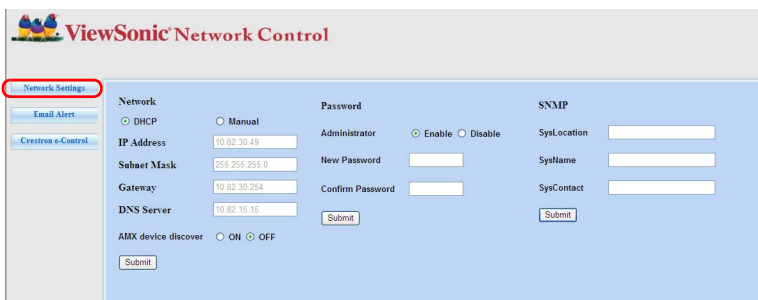 ViewSonic® Network Control
Network Settings
Email Alert
Crestron e-Control
Network
DHCP Manual
IP Address 10.82.30.49
Subnet Mask 255.255.255.0
Gateway 10.82.30.254
DNS Server 10.82.15.15
AMX device discover ON OFF
Submit
Password
Administrator Enable Disable
New Password
Confirm Password
Submit
SNMP
SysLocation
SysName
SysContact
Submit